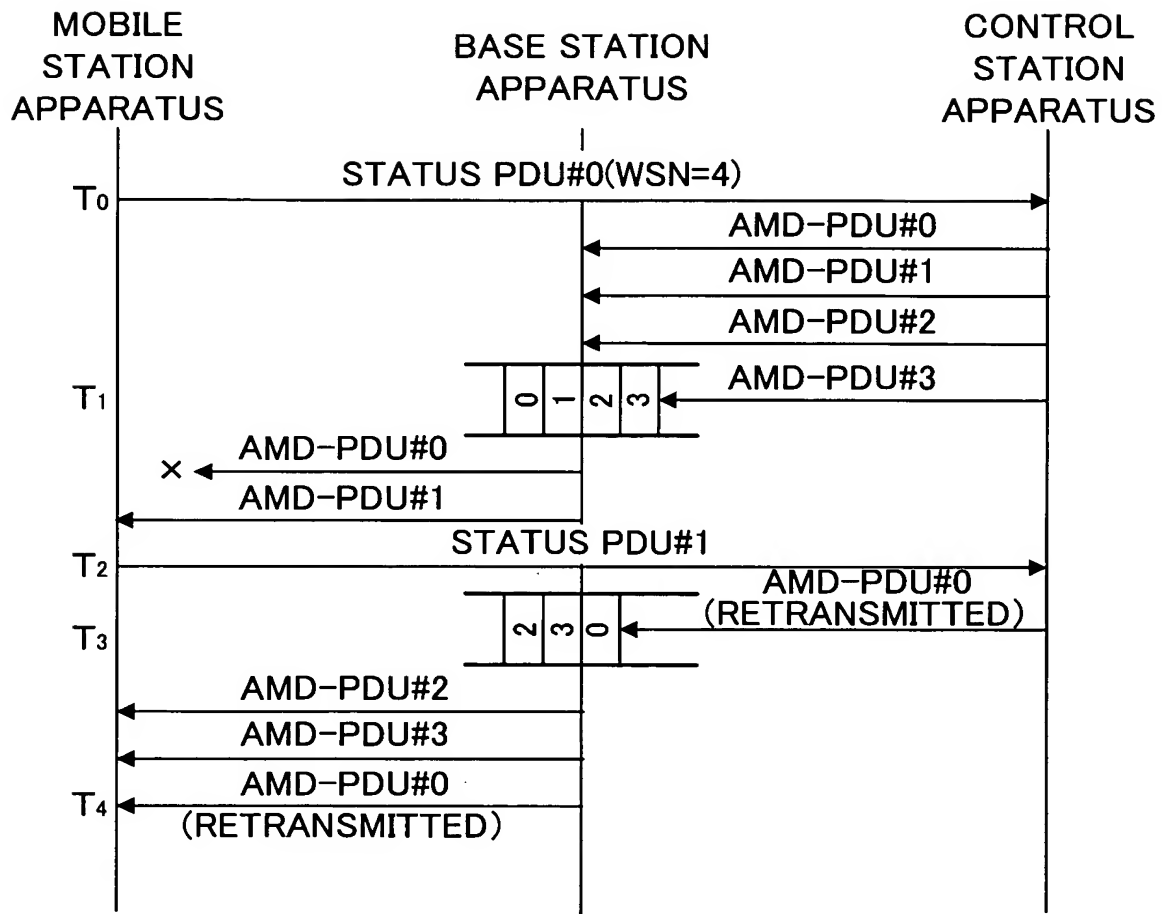 MOBILE
STATION
APPARATUS
BASE STATION
APPARATUS
CONTROL
STATION
APPARATUS
T0
STATUS PDU#0(WSN=4)
AMD-PDU#0
AMD-PDU#1
AMD-PDU#2
T1
0 1 2 3
AMD-PDU#3
× AMD-PDU#0
AMD-PDU#1
T2
STATUS PDU#1
AMD-PDU#0
(RETRANSMITTED)
T3
2 3 0
AMD-PDU#2
AMD-PDU#3
T4
AMD-PDU#0
(RETRANSMITTED)